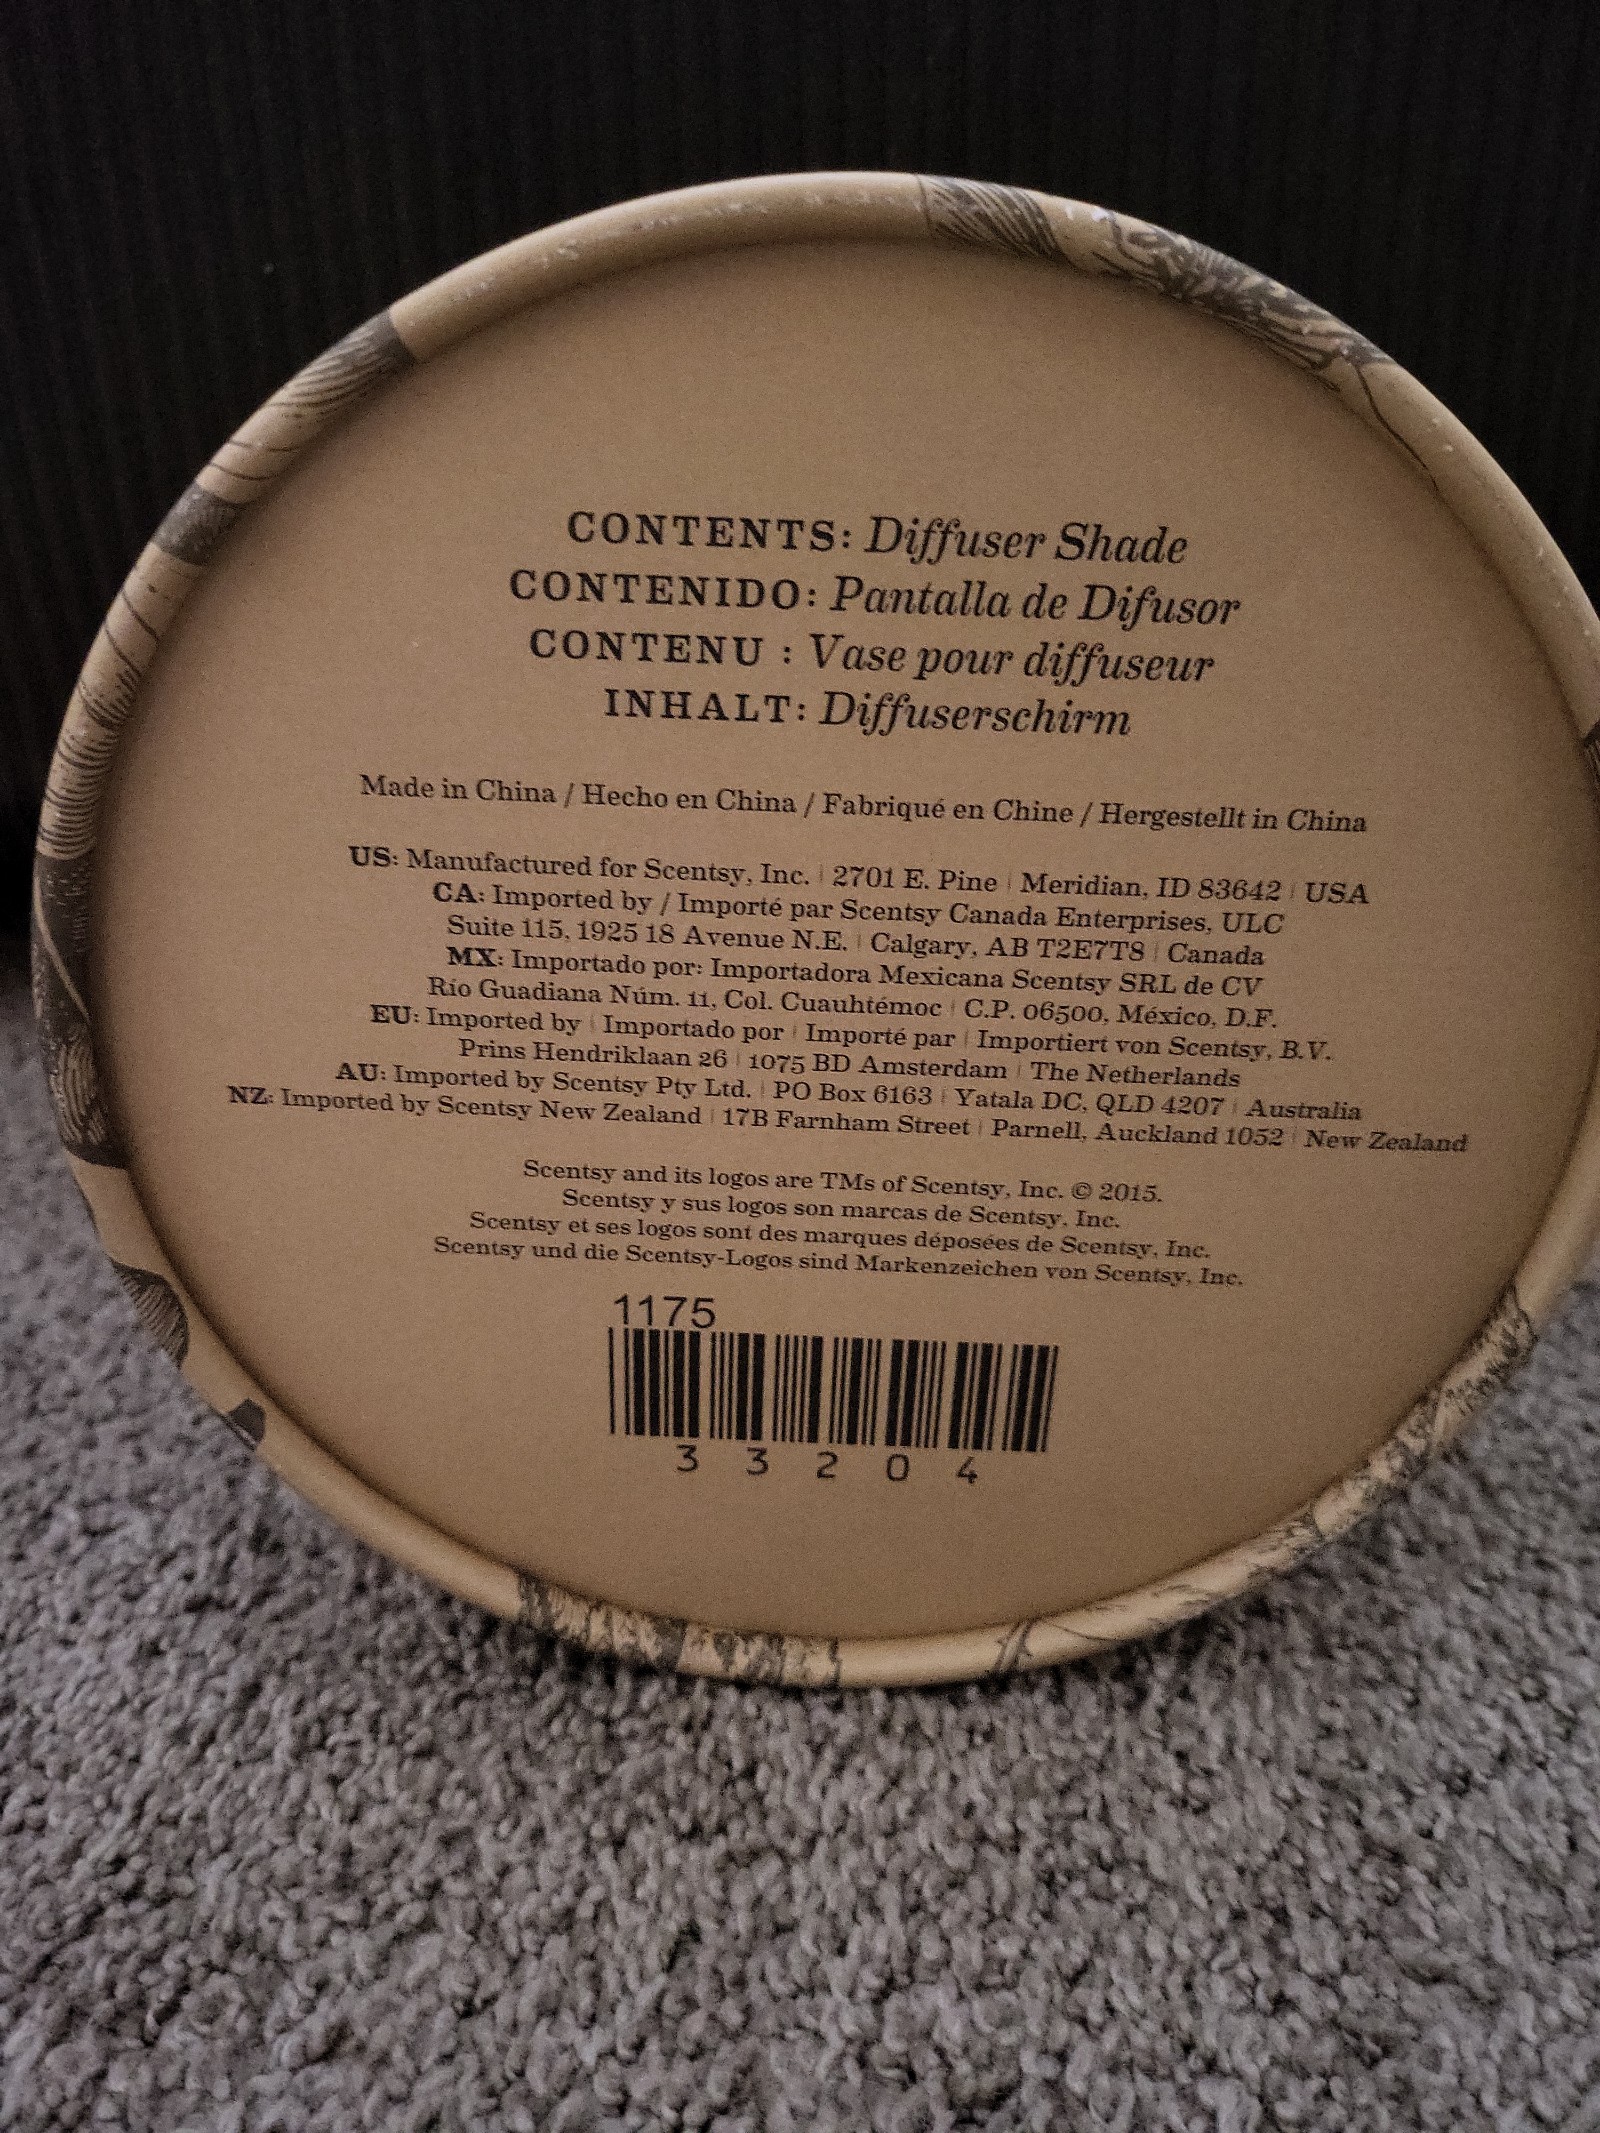 CONTENTS: Diffuser Shade
CONTENIDO: Pantalla de Difusor
CONTENU : Vase pour diffuseur
INHALT: Diffuserschirm
Made in China / Hecho en China / Fabriqué en Chine / Hergestellt in China
US: Manufactured for Scentsy, Inc. | 2701 E. Pine | Meridian, ID 83642 | USA
CA: Imported by / Importé par Scentsy Canada Enterprises, ULC
Suite 115, 1925 18 Avenue N.E. | Calgary, AB T2E7T8 | Canada
MX: Importado por: Importadora Mexicana Scentsy SRL de CV
Río Guadiana Núm. 11, Col. Cuauhtémoc | C.P. 06500, México, D.F.
EU: Imported by | Importado por | Importé par | Importiert von Scentsy, B.V.
Prins Hendriklaan 26 | 1075 BD Amsterdam | The Netherlands
AU: Imported by Scentsy Pty Ltd. | PO Box 6163 | Yatala DC, QLD 4207 | Australia
NZ: Imported by Scentsy New Zealand | 17B Farnham Street | Parnell, Auckland 1052 | New Zealand
Scentsy and its logos are TMs of Scentsy, Inc. © 2015.
Scentsy y sus logos son marcas de Scentsy, Inc.
Scentsy et ses logos sont des marques déposées de Scentsy, Inc.
Scentsy und die Scentsy-Logos sind Markenzeichen von Scentsy, Inc.
1175
3 3 2 0 4